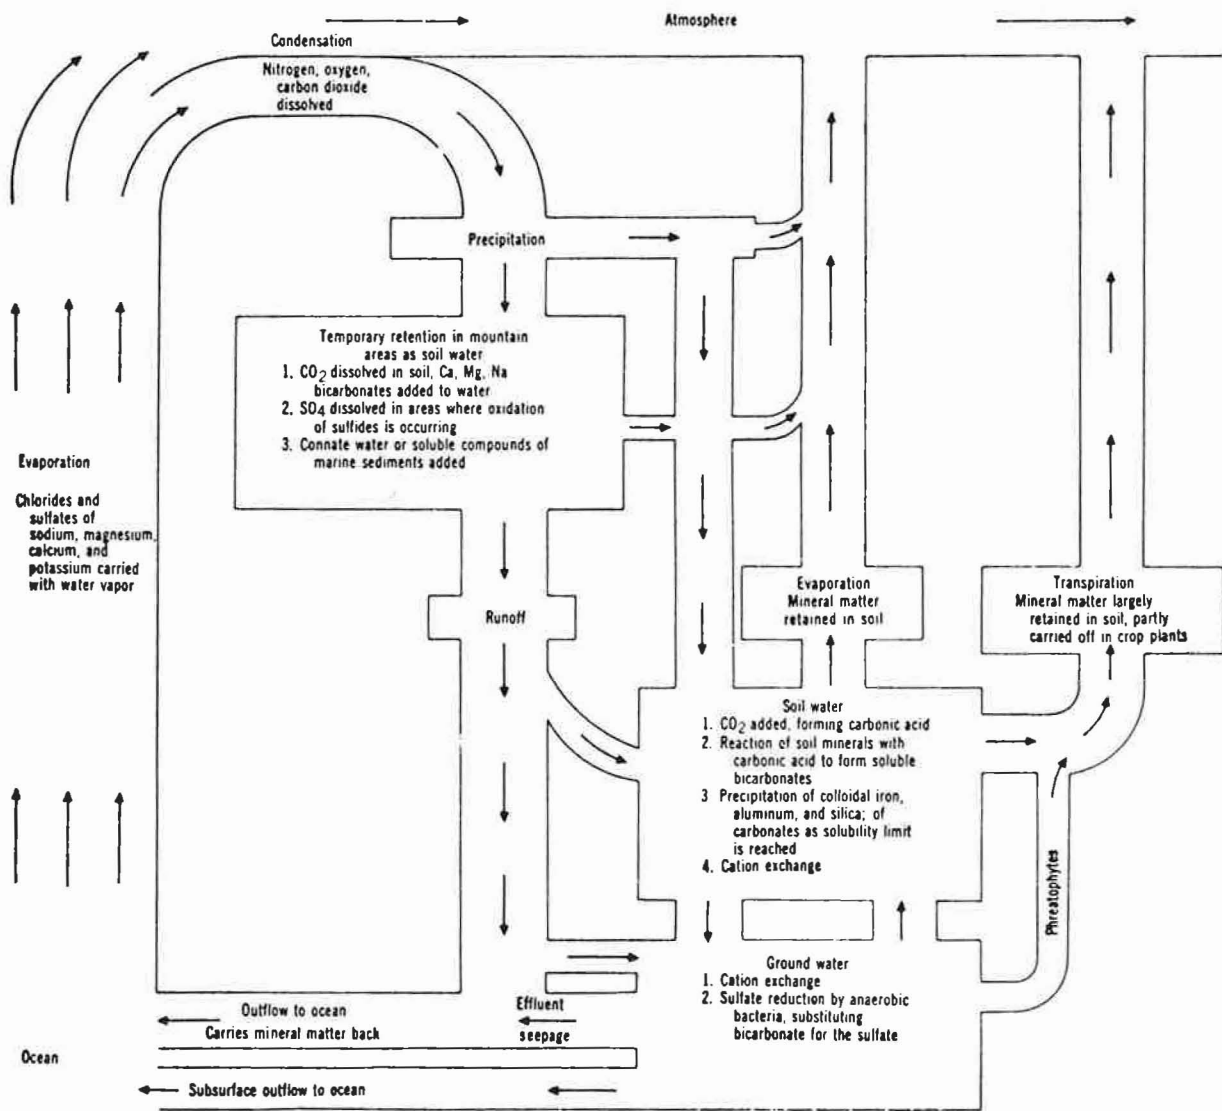 Atmosphere
Condensation
Nitrogen, oxygen,
carbon dioxide
dissolved
Precipitation
Temporary retention in mountain
areas as soil water
1. CO2 dissolved in soil, Ca, Mg, Na
bicarbonates added to water
2. SO4 dissolved in areas where oxidation
of sulfides is occurring
3. Connate water or soluble compounds of
marine sediments added
Evaporation
Chlorides and
sulfates of
sodium, magnesium,
calcium, and
potassium carried
with water vapor
Runoff
Evaporation
Mineral matter
retained in soil
Transpiration
Mineral matter largely
retained in soil, partly
carried off in crop plants
Soil water
1. CO2 added, forming carbonic acid
2. Reaction of soil minerals with
carbonic acid to form soluble
bicarbonates
3 Precipitation of colloidal iron,
aluminum, and silica; of
carbonates as solubility limit
is reached
4. Cation exchange
Phreatophytes
Ground water
1. Cation exchange
2. Sulfate reduction by anaerobic
bacteria, substituting
bicarbonate for the sulfate
Effluent
seepage
Outflow to ocean
Carries mineral matter back
Ocean
Subsurface outflow to ocean